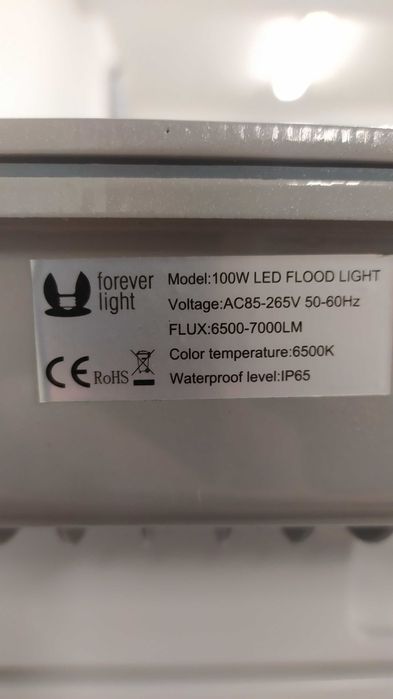 forever
light
Model:100W LED FLOOD LIGHT
Voltage:AC85-265V 50-60Hz
FLUX:6500-7000LM
Color temperature:6500K
Waterproof level:IP65
CE RoHS